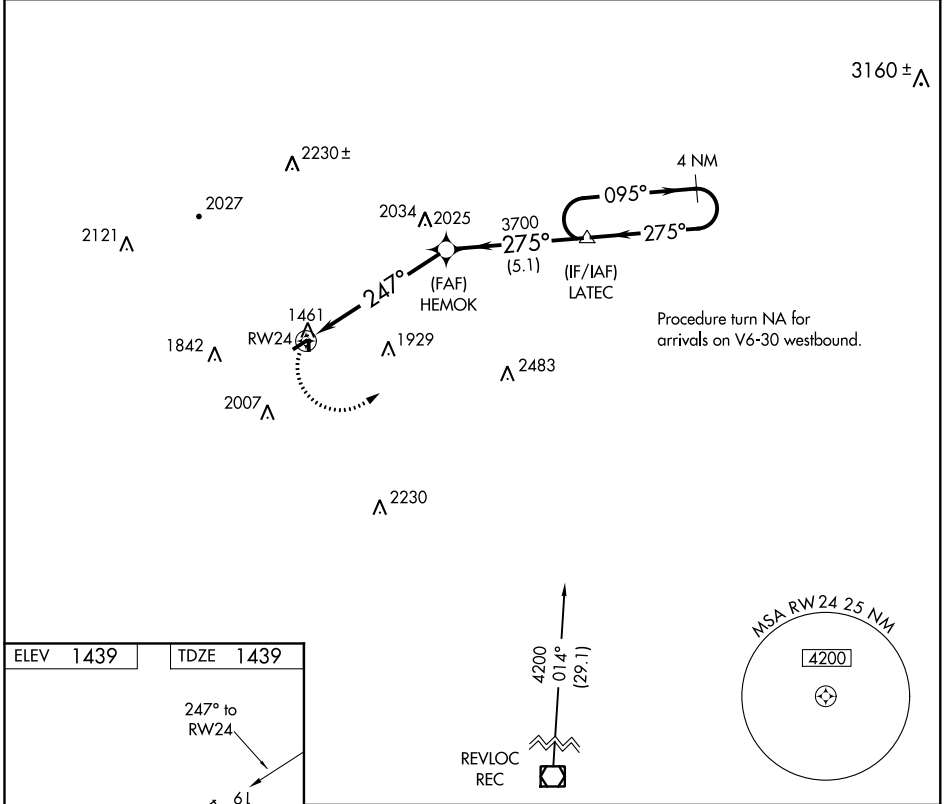 3160 ±
2230 ±
4 NM
2027
095°
2034
2025
3700
275°
275°
2121
(5.1)
(IF/IAF)
LATEC
(FAF)
HEMOK
247°
1461
RW24
Procedure turn NA for
arrivals on V6-30 westbound.
1842
1929
2483
2007
2230
MSA RW 24 25 NM
4200
4200
014°
(29.1)
REVLOC
REC
ELEV 1439
TDZE 1439
247° to
RW24